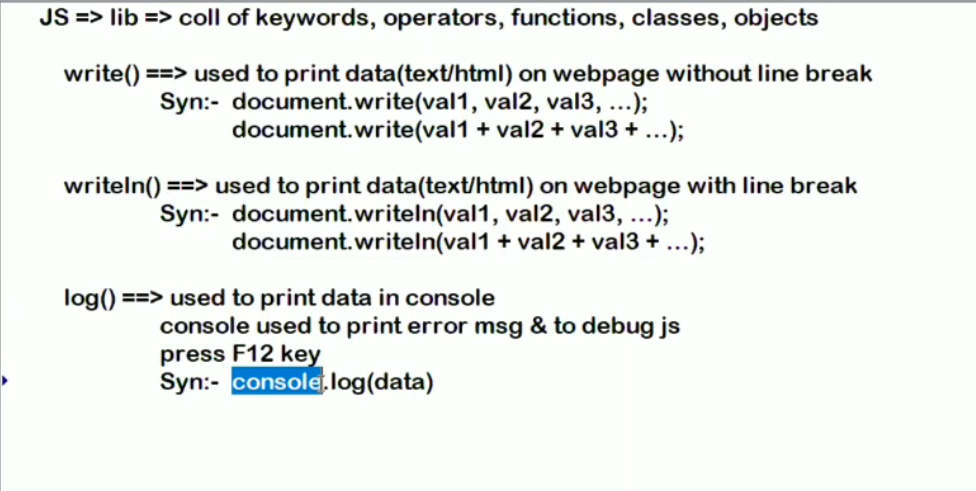 JS => lib => coll of keywords, operators, functions, classes, objects
write() ==> used to print data(text/html) on webpage without line break
Syn:- document.write(val1, val2, val3, ...);
document.write(val1 + val2 + val3 + ...);
writeln() ==> used to print data(text/html) on webpage with line break
Syn:- document.writeln(val1, val2, val3, ...);
document.writeln(val1 + val2 + val3 + ...);
log() ==> used to print data in console
console used to print error msg & to debug js
press F12 key
Syn:- console.log(data)